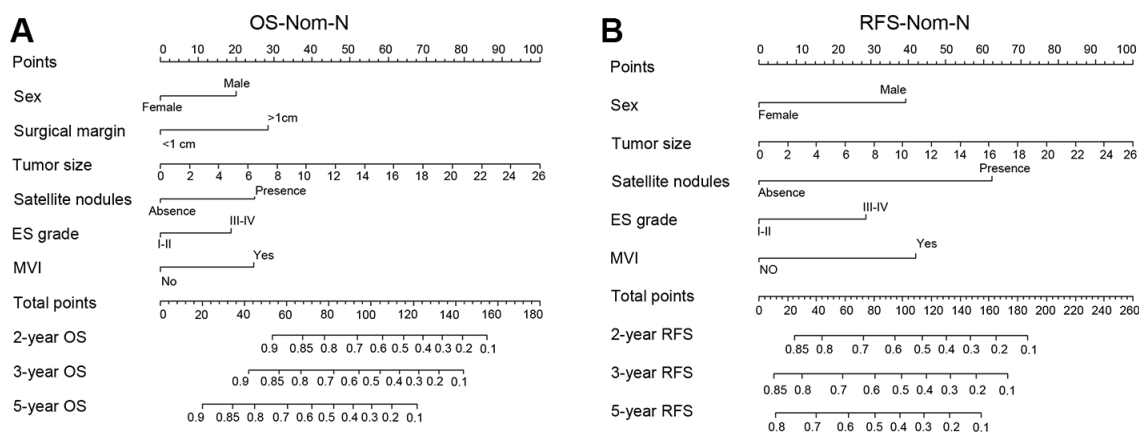 A
OS-Nom-N
Points
0 10 20 30 40 50 60 70 80 90 100
Sex
Male
Female
Surgical margin
>1cm
<1 cm
Tumor size
0 2 4 6 8 10 12 14 16 18 20 22 24 26
Satellite nodules
Presence
Absence
ES grade
III-IV
I-II
MVI
Yes
No
Total points
0 20 40 60 80 100 120 140 160 180
2-year OS
0.9 0.85 0.8 0.7 0.6 0.5 0.4 0.3 0.2 0.1
3-year OS
0.9 0.85 0.8 0.7 0.6 0.5 0.4 0.3 0.2 0.1
5-year OS
0.9 0.85 0.8 0.7 0.6 0.5 0.4 0.3 0.2 0.1
B
RFS-Nom-N
Points
0 10 20 30 40 50 60 70 80 90 100
Sex
Male
Female
Tumor size
0 2 4 6 8 10 12 14 16 18 20 22 24 26
Satellite nodules
Presence
Absence
ES grade
III-IV
I-II
MVI
Yes
NO
Total points
0 20 40 60 80 100 120 140 160 180 200 220 240 260
2-year RFS
0.85 0.8 0.7 0.6 0.5 0.4 0.3 0.2 0.1
3-year RFS
0.85 0.8 0.7 0.6 0.5 0.4 0.3 0.2 0.1
5-year RFS
0.8 0.7 0.6 0.5 0.4 0.3 0.2 0.1